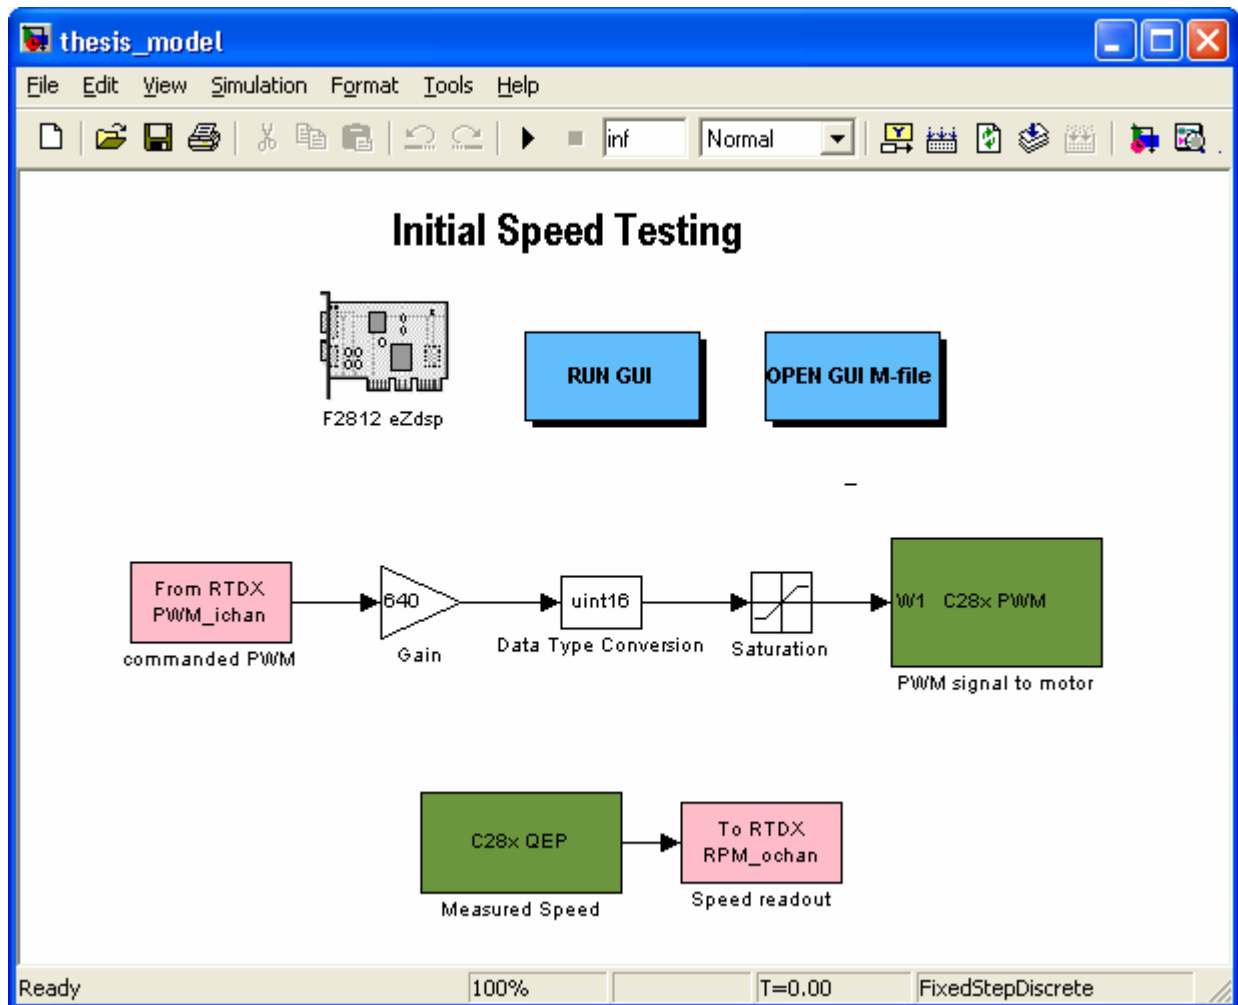 thesis_model
File Edit View Simulation Format Tools Help
inf Normal
Initial Speed Testing
RUN GUI
OPEN GUI M-file
F2812 eZdsp
From RTDX
PWM_ichan
commanded PWM
640
Gain
uint16
Data Type Conversion
Saturation
W1 C28x PWM
PWM signal to motor
C28x QEP
Measured Speed
To RTDX
RPM_ochan
Speed readout
Ready 100% T=0.00 FixedStepDiscrete